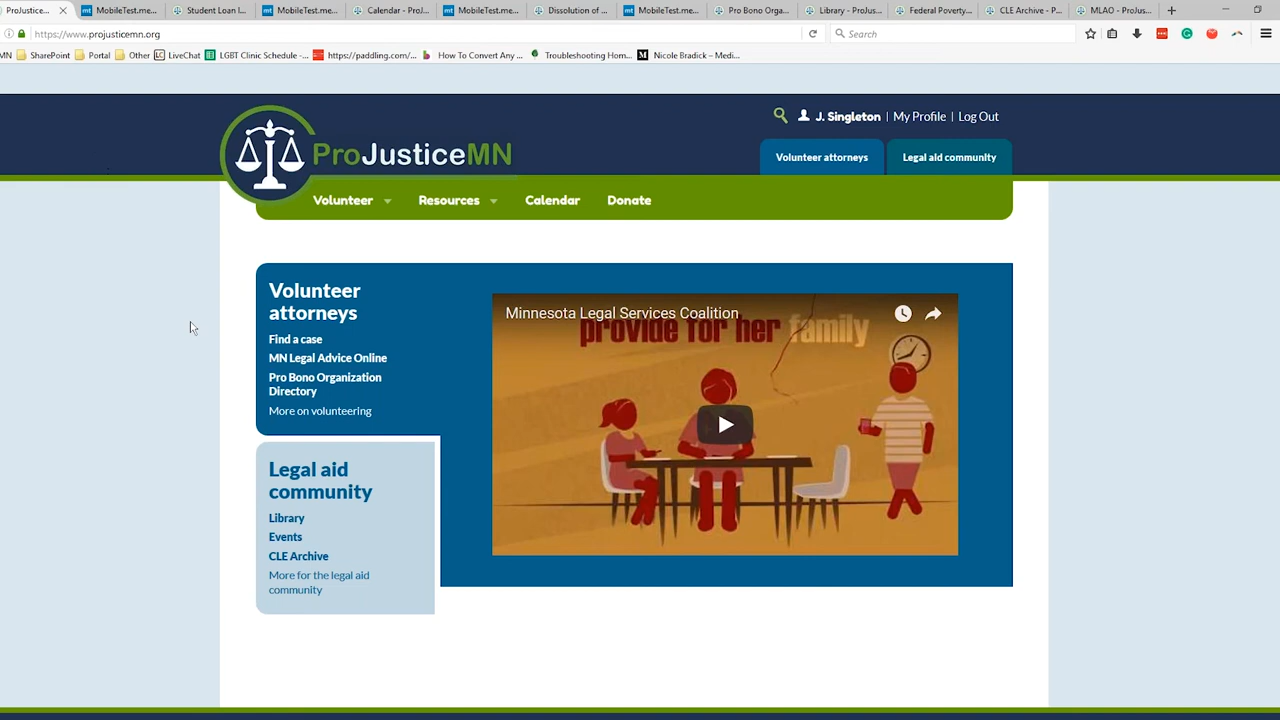 ProJustice...
MobileTest.me...
Student Loan I...
MobileTest.me...
Calendar - ProJ...
MobileTest.me...
Dissolution of ...
MobileTest.me...
Pro Bono Orga...
Library - ProJus...
Federal Poverty...
CLE Archive - P...
MLAO - ProJus...
https://www.projusticemn.org
Search
MN
SharePoint
Portal
Other
LiveChat
LGBT Clinic Schedule -...
https://paddling.com/...
How To Convert Any ...
Troubleshooting Hom...
Nicole Bradick – Medi...
J. Singleton | My Profile | Log Out
ProJusticeMN
Volunteer attorneys
Legal aid community
Volunteer
Resources
Calendar
Donate
Volunteer
attorneys
Find a case
MN Legal Advice Online
Pro Bono Organization
Directory
More on volunteering
Legal aid
community
Library
Events
CLE Archive
More for the legal aid
community
Minnesota Legal Services Coalition
provide for her family